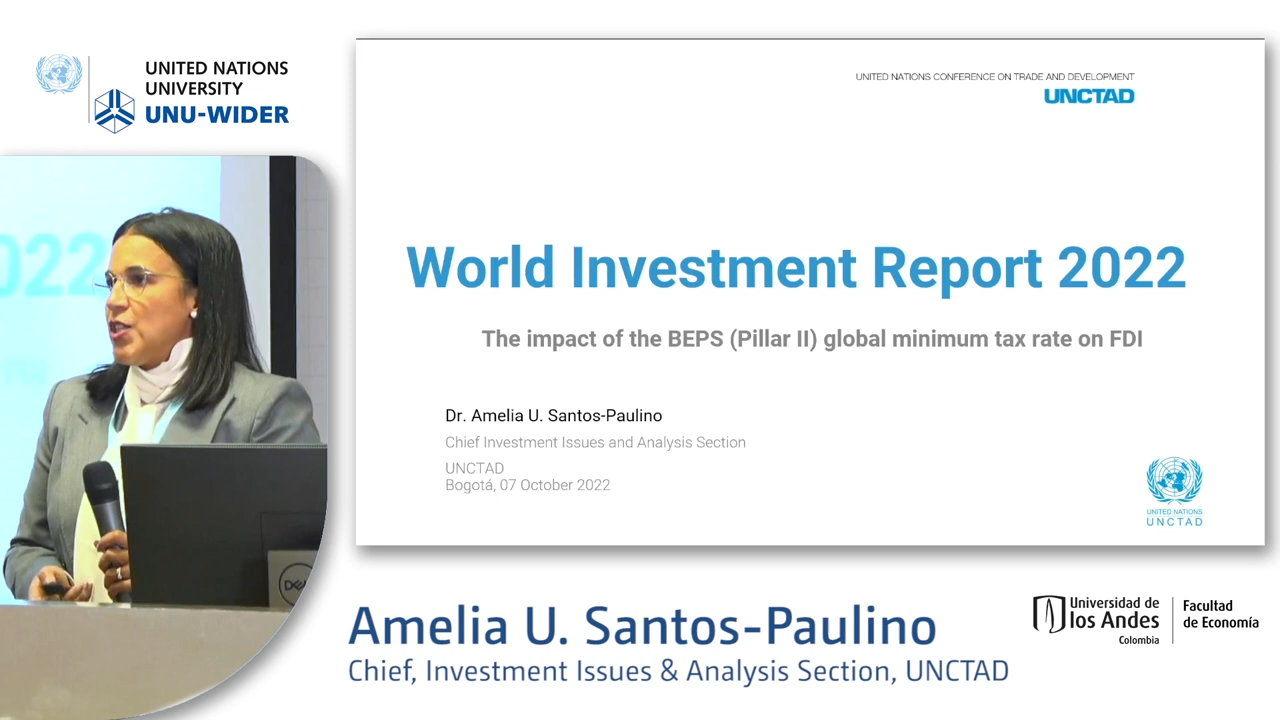 UNITED NATIONS
UNIVERSITY
UNU-WIDER
UNITED NATIONS CONFERENCE ON TRADE AND DEVELOPMENT
UNCTAD
World Investment Report 2022
The impact of the BEPS (Pillar II) global minimum tax rate on FDI
Dr. Amelia U. Santos-Paulino
Chief Investment Issues and Analysis Section
UNCTAD
Bogotá, 07 October 2022
UNITED NATIONS
UNCTAD
022
FDI
DELL
Amelia U. Santos-Paulino
Chief, Investment Issues & Analysis Section, UNCTAD
Universidad de
los Andes
Colombia
Facultad
de Economía